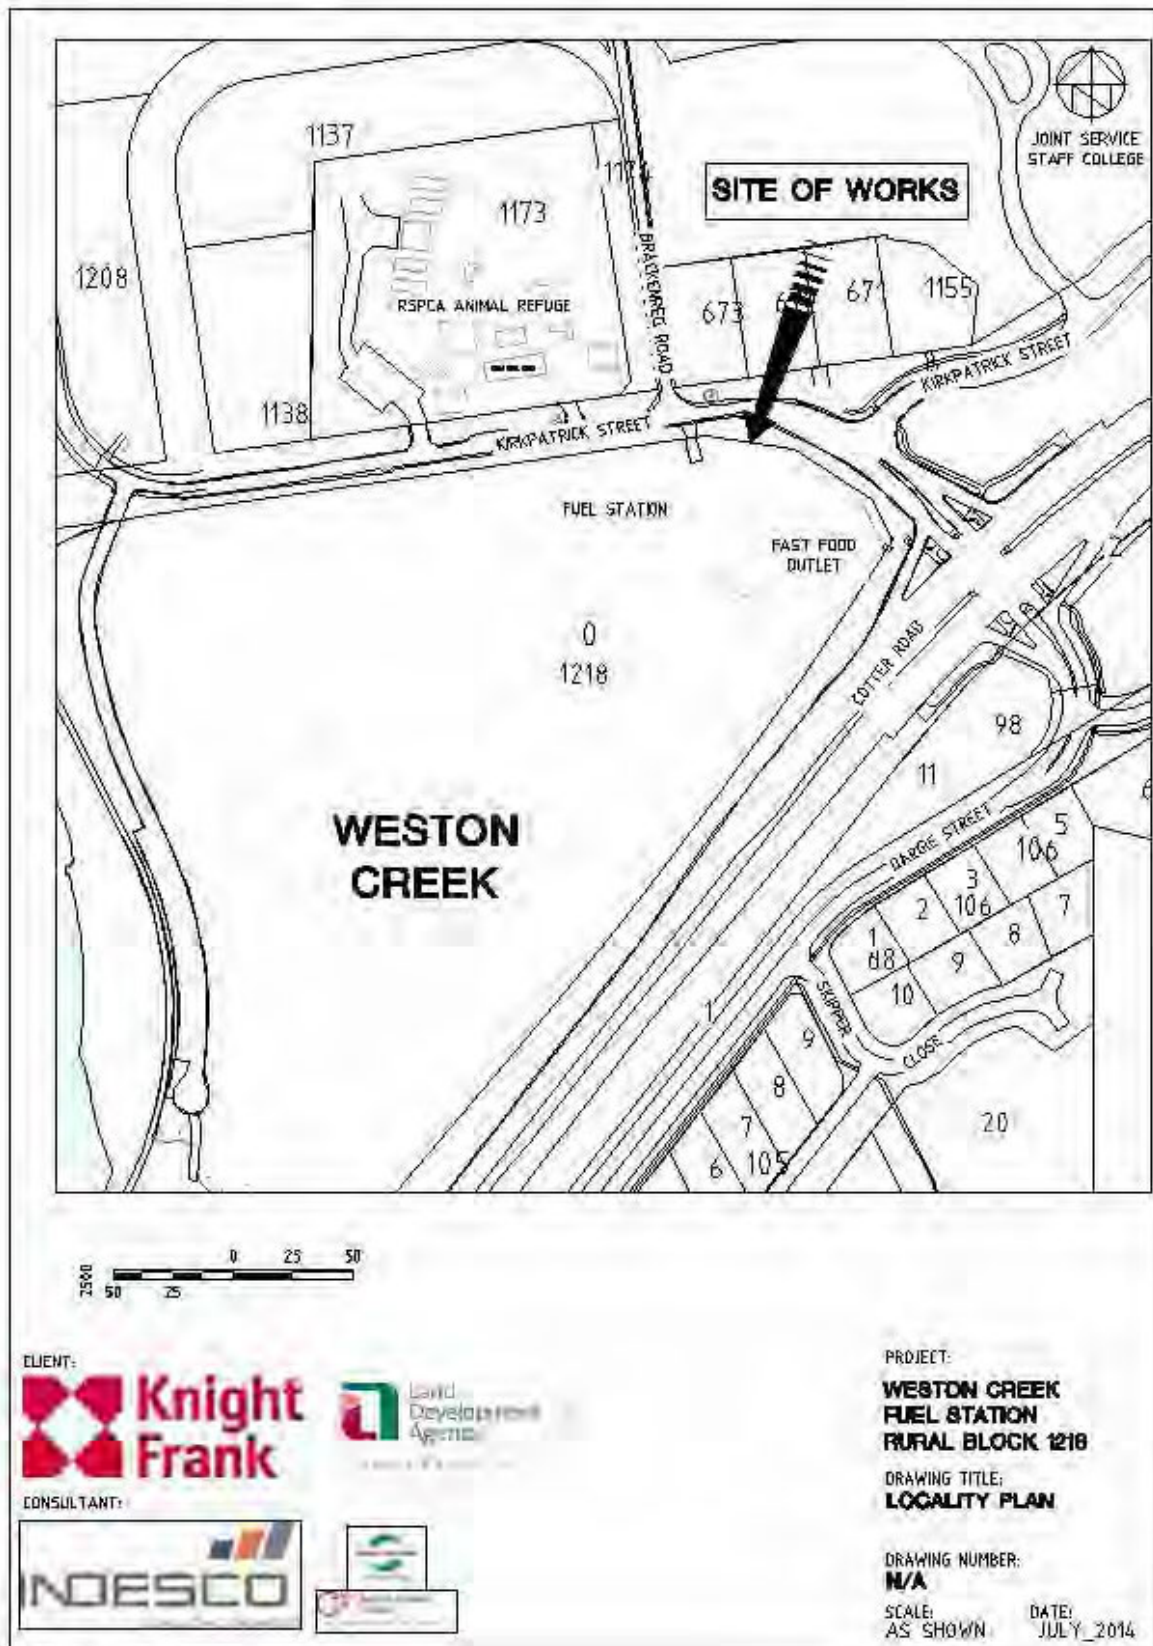 JOINT SERVICE
STAFF COLLEGE
1137
SITE OF WORKS
1173
1208
BRACKENREG ROAD
673
671
1155
RSPCA ANIMAL REFUGE
KIRKPATRICK STREET
1138
KIRKPATRICK STREET
FUEL STATION
FAST FOOD
OUTLET
0
1218
COTTER ROAD
98
11
WESTON
CREEK
DARGIE STREET
5
106
3
106
2
7
1
68
8
9
10
SKIPPER
CLOSE
1
9
8
7
105
6
20
0 25 50
2500
50 25
CLIENT:
Knight
Frank
Land
Development
Agency
CONSULTANT:
INDESCO
PROJECT:
WESTON CREEK
FUEL STATION
RURAL BLOCK 1218
DRAWING TITLE:
LOCALITY PLAN
DRAWING NUMBER:
N/A
SCALE:
AS SHOWN
DATE:
JULY 2014